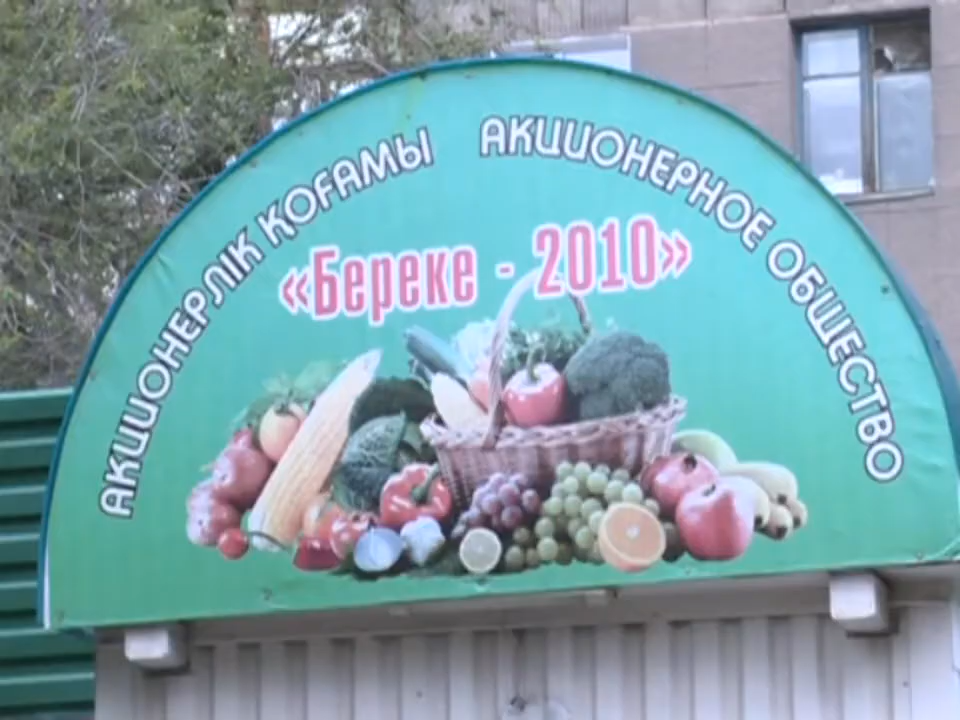 АКЦИОНЕРЛІК ҚОҒАМЫ
АКЦИОНЕРНОЕ ОБЩЕСТВО
«Береке - 2010»